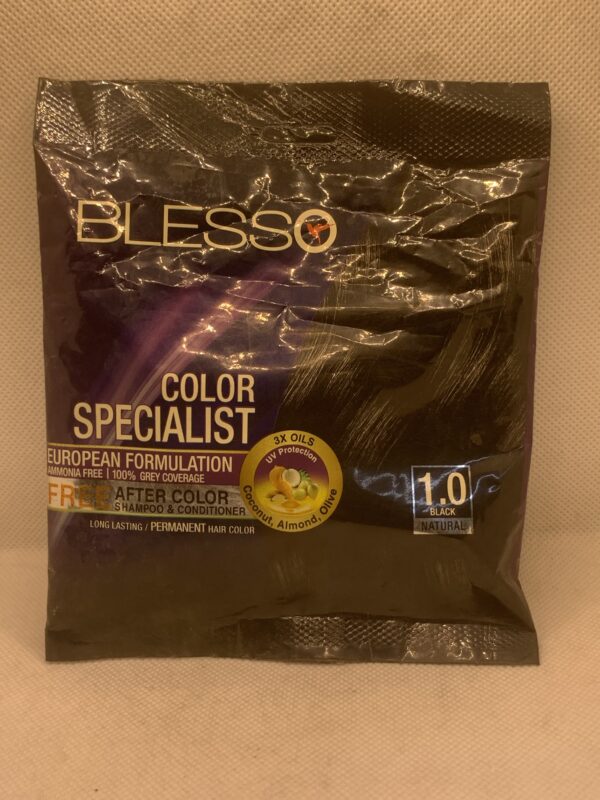 BLESSO
COLOR
SPECIALIST
EUROPEAN FORMULATION
AMMONIA FREE | 100% GREY COVERAGE
FREE AFTER COLOR
SHAMPOO & CONDITIONER
LONG LASTING / PERMANENT HAIR COLOR
3X OILS
UV Protection
Coconut, Almond, Olive
1.0
BLACK
NATURAL